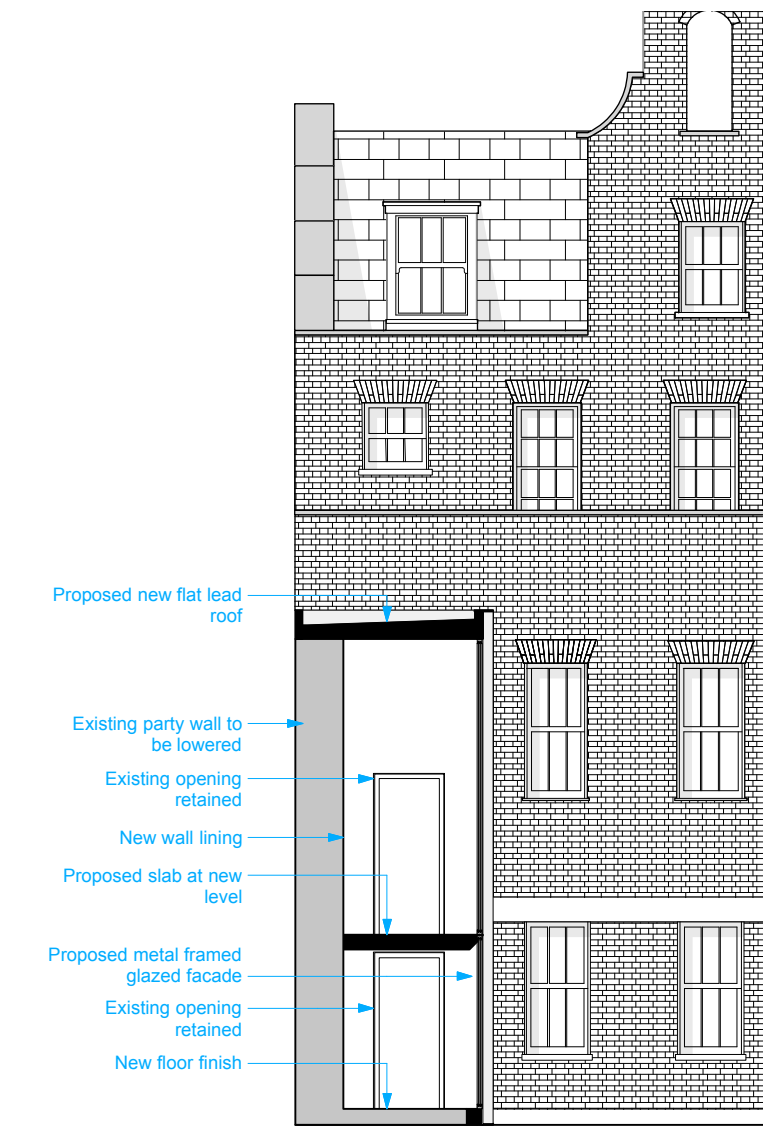 Proposed new flat lead
roof
Existing party wall to
be lowered
Existing opening
retained
New wall lining
Proposed slab at new
level
Proposed metal framed
glazed facade
Existing opening
retained
New floor finish